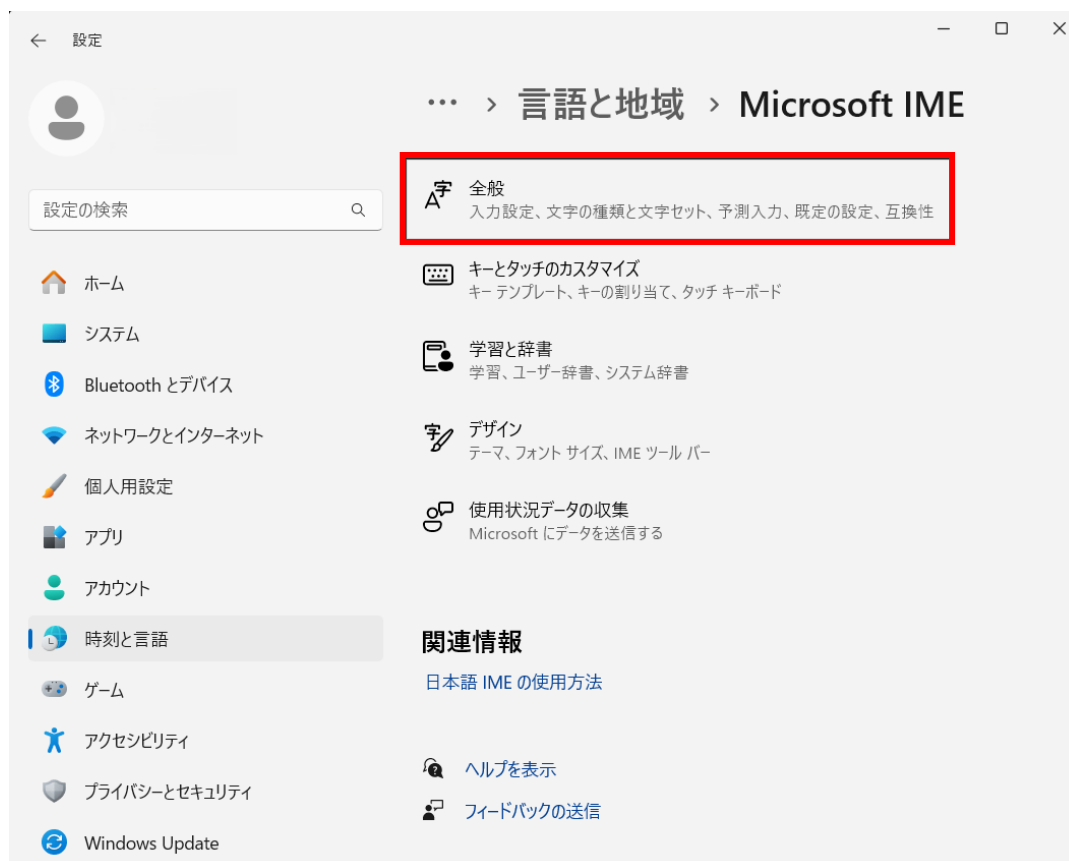 設定
… > 言語と地域 > Microsoft IME
設定の検索
ホーム
システム
Bluetooth とデバイス
ネットワークとインターネット
個人用設定
アプリ
アカウント
時刻と言語
ゲーム
アクセシビリティ
プライバシーとセキュリティ
Windows Update
全般
入力設定、文字の種類と文字セット、予測入力、既定の設定、互換性
キーとタッチのカスタマイズ
キー テンプレート、キーの割り当て、タッチ キーボード
学習と辞書
学習、ユーザー辞書、システム辞書
デザイン
テーマ、フォント サイズ、IME ツール バー
使用状況データの収集
Microsoft にデータを送信する
関連情報
日本語 IME の使用方法
ヘルプを表示
フィードバックの送信